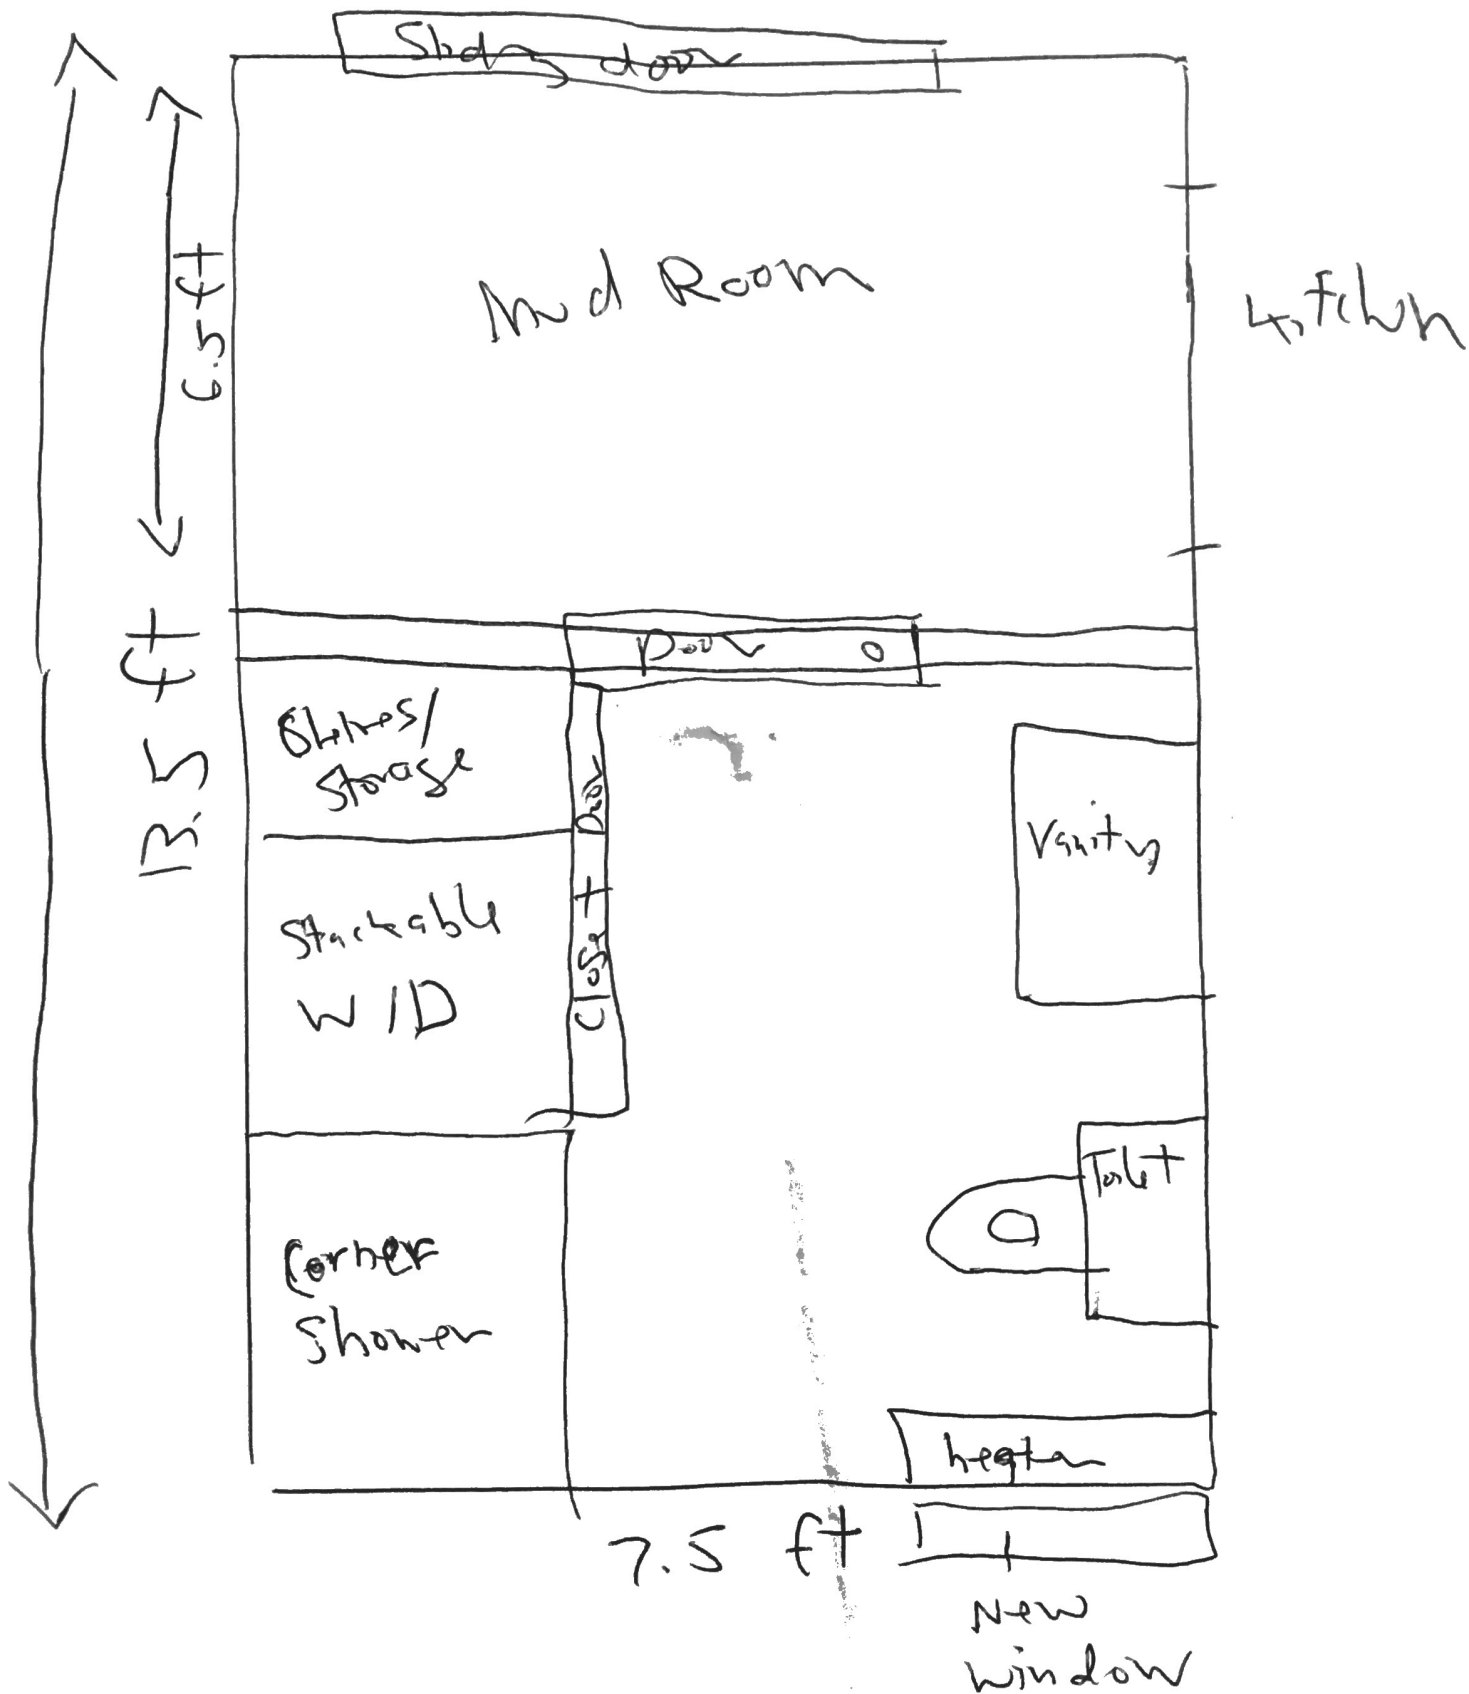 Sliding door
Mud Room
Kitchen
6.5 ft
13.5 ft
Door
Shelves/
Storage
Closet Door
Vanity
Stackable
W/D
Toilet
Corner
Shower
heater
7.5 ft
New
Window